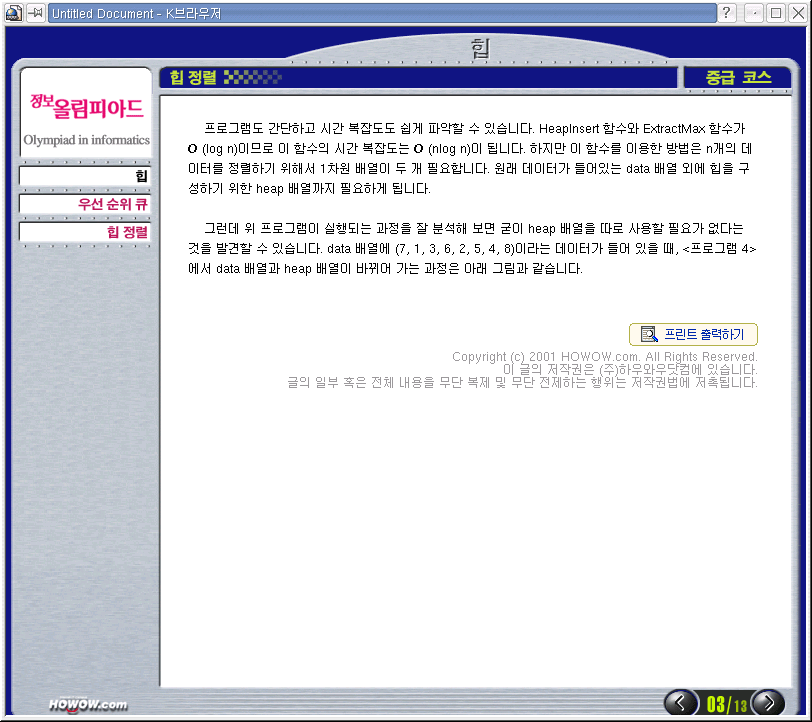 Untitled Document - K브라우저
힙
힙 정렬
중급 코스
정보올림피아드
Olympiad in informatics
힙
우선 순위 큐
힙 정렬
프로그램도 간단하고 시간 복잡도도 쉽게 파악할 수 있습니다. HeapInsert 함수와 ExtractMax 함수가
O (log n)이므로 이 함수의 시간 복잡도는 O (nlog n)이 됩니다. 하지만 이 함수를 이용한 방법은 n개의 데
이터를 정렬하기 위해서 1차원 배열이 두 개 필요합니다. 원래 데이터가 들어있는 data 배열 외에 힙을 구
성하기 위한 heap 배열까지 필요하게 됩니다.
그런데 위 프로그램이 실행되는 과정을 잘 분석해 보면 굳이 heap 배열을 따로 사용할 필요가 없다는
것을 발견할 수 있습니다. data 배열에 (7, 1, 3, 6, 2, 5, 4, 8)이라는 데이터가 들어 있을 때, <프로그램 4>
에서 data 배열과 heap 배열이 바뀌어 가는 과정은 아래 그림과 같습니다.
프린트 출력하기
Copyright (c) 2001 HOWOW.com. All Rights Reserved.
이 글의 저작권은 (주)하우와우닷컴에 있습니다.
글의 일부 혹은 전체 내용을 무단 복제 및 무단 전제하는 행위는 저작권법에 저촉됩니다.
HOWOW.com
03/13